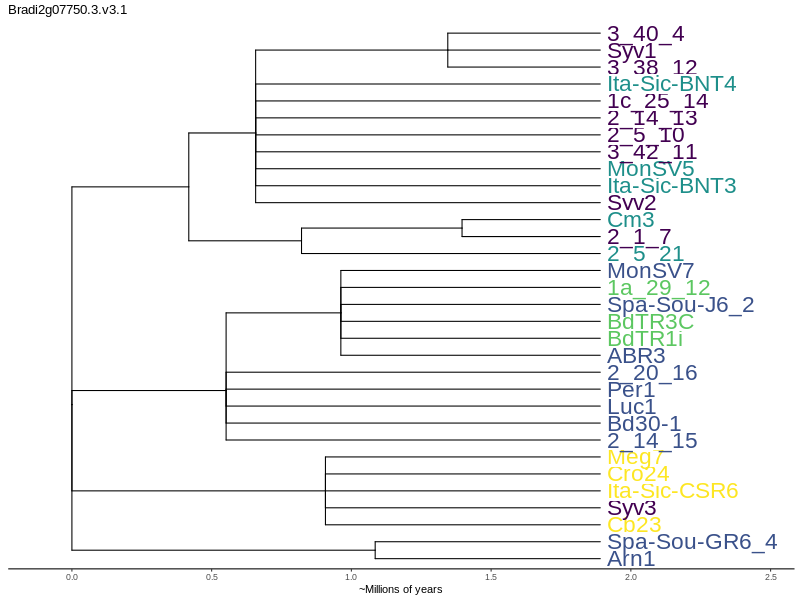 Bradi2g07750.3.v3.1
3_40_4
Syv1
3_38_12
Ita-Sic-BNT4
1c_25_14
2_14_13
2_5_10
3_42_11
MonSV5
Ita-Sic-BNT3
Syv2
Cm3
2_1_7
2_5_21
MonSV7
1a_29_12
Spa-Sou-J6_2
BdTR3C
BdTR1i
ABR3
2_20_16
Per1
Luc1
Bd30-1
2_14_15
Meg7
Cro24
Ita-Sic-CSR6
Syv3
Cb23
Spa-Sou-GR6_4
Arn1
0.0 0.5 1.0 1.5 2.0 2.5
~Millions of years